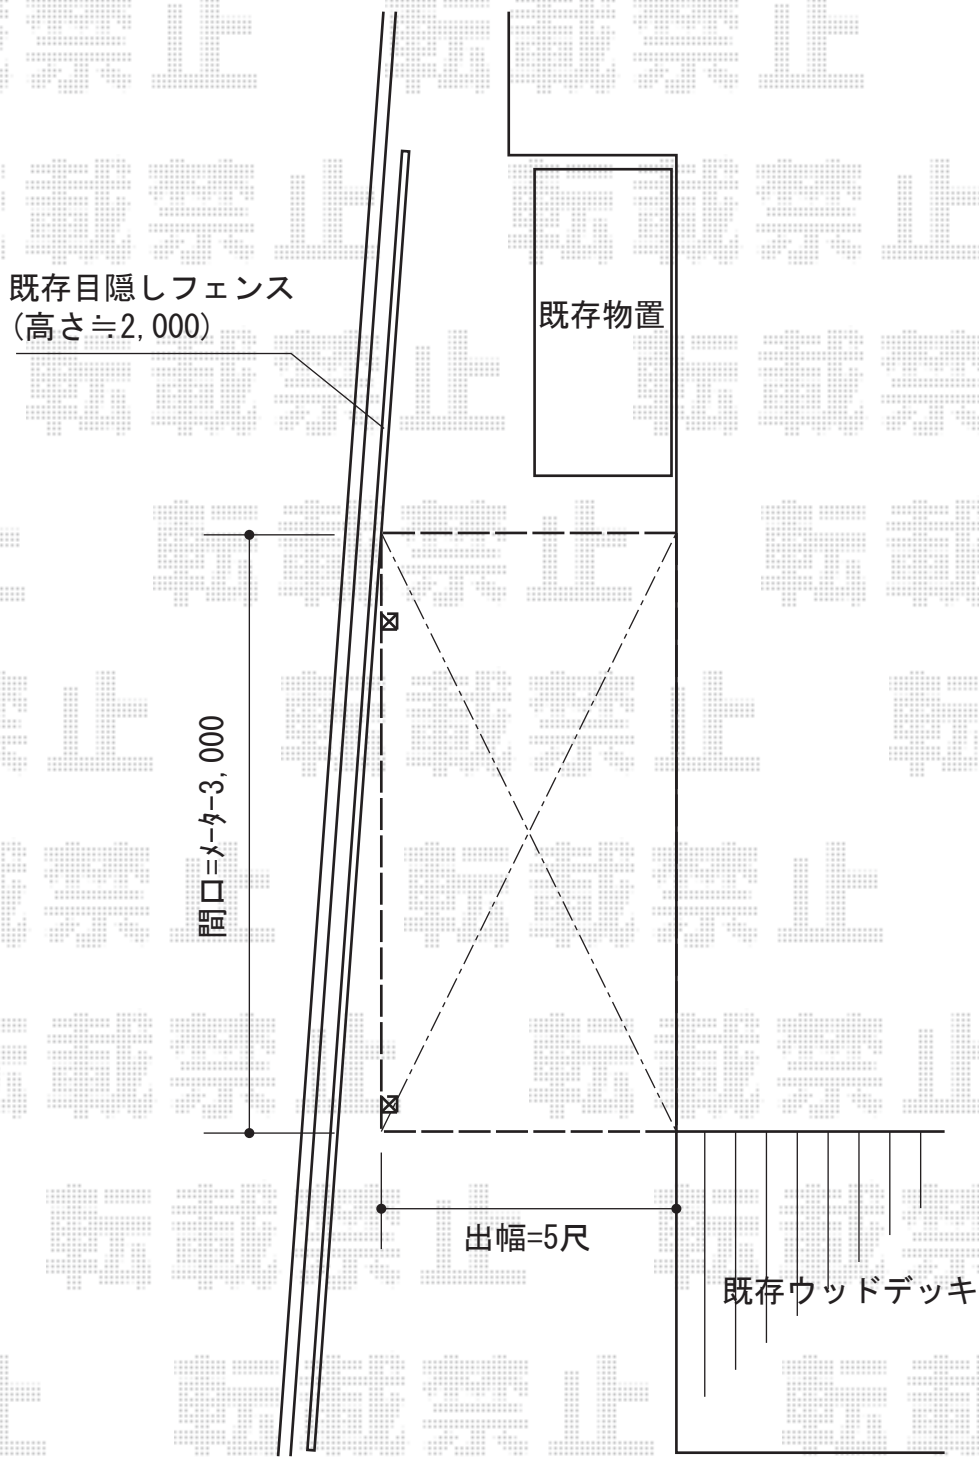 既存目隠しフェンス
(高さ≒2,000)
既存物置
間口=メーター3,000
出幅=5尺
既存ウッドデッキ
転載禁止